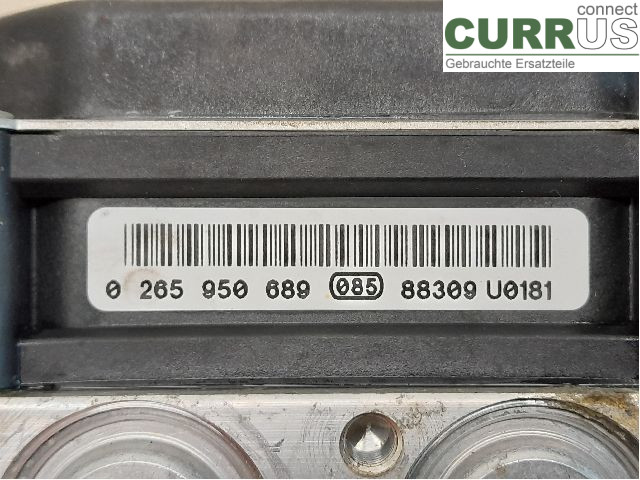 connect
CURRUS
Gebrauchte Ersatzteile
0 265 950 689 085 88309 U0181